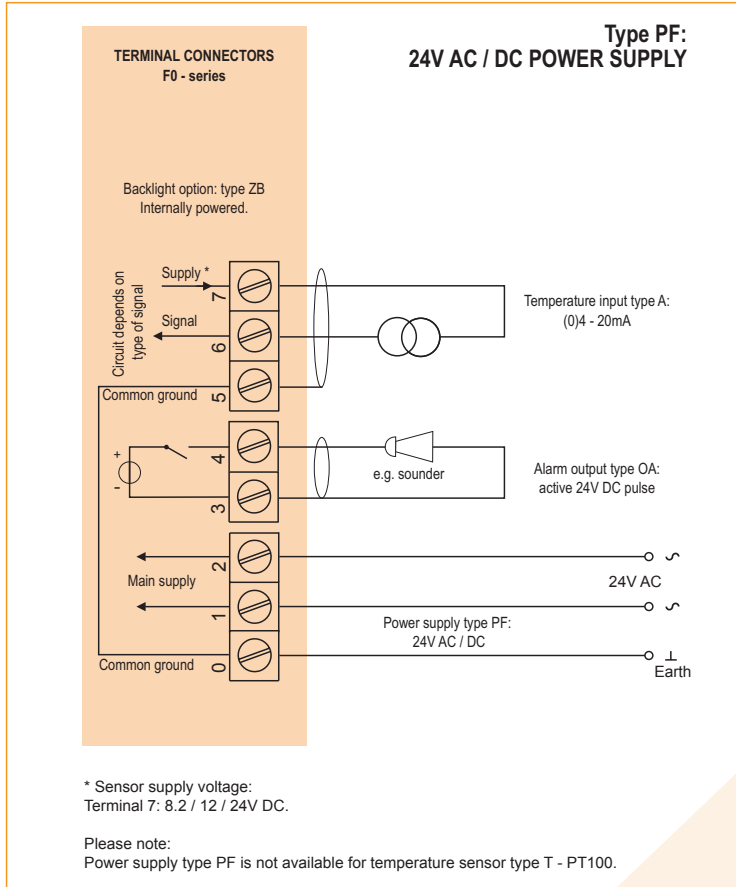 Type PF:
24V AC / DC POWER SUPPLY
TERMINAL CONNECTORS
F0 - series
Backlight option: type ZB
Internally powered.
Circuit depends on
type of signal
Supply *
7
Signal
6
Common ground
5
Temperature input type A:
(0)4 - 20mA
+
-
4
3
e.g. sounder
Alarm output type OA:
active 24V DC pulse
2
Main supply
1
24V AC
Power supply type PF:
24V AC / DC
Common ground
0
Earth
* Sensor supply voltage:
Terminal 7: 8.2 / 12 / 24V DC.
Please note:
Power supply type PF is not available for temperature sensor type T - PT100.